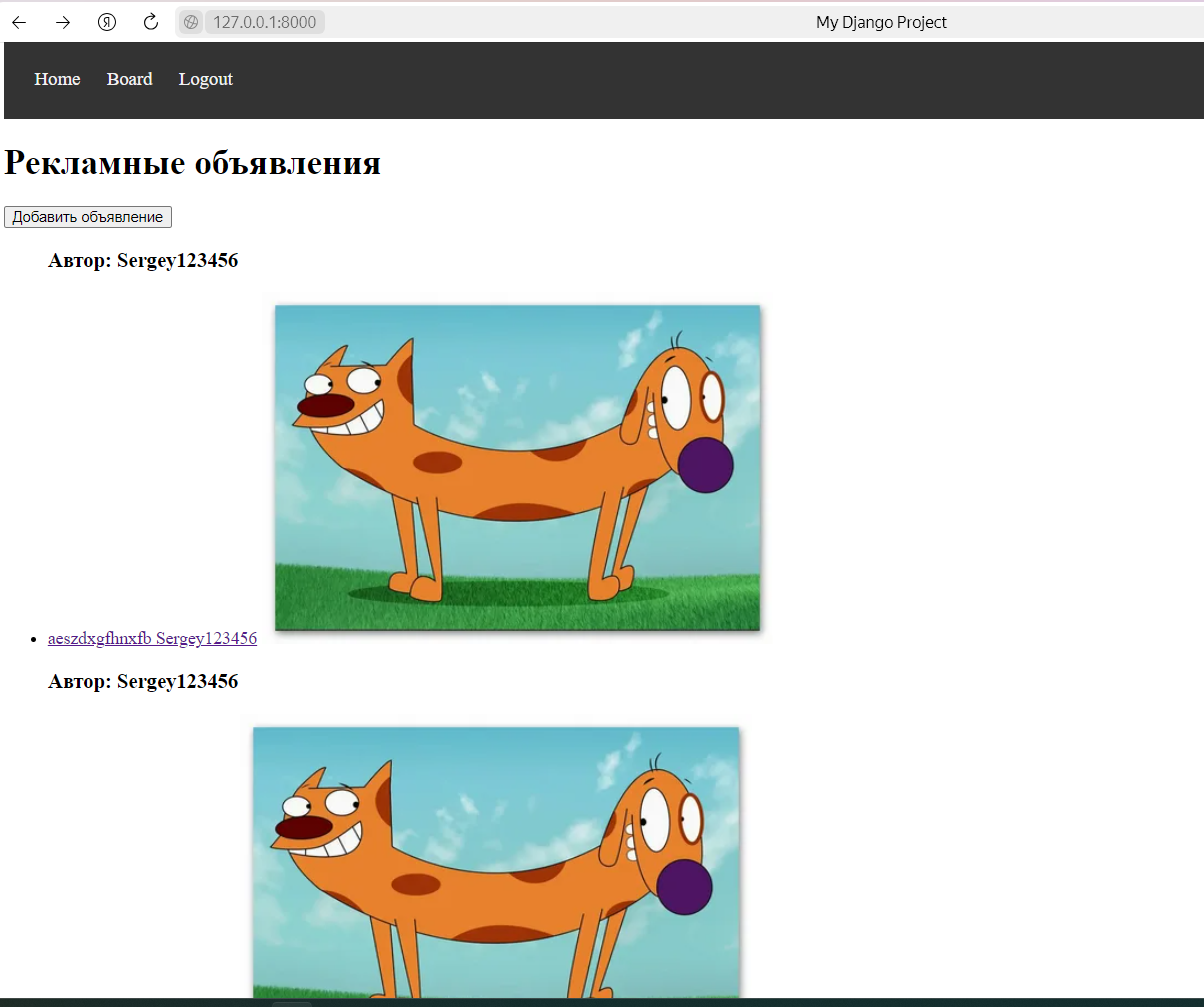 Я 127.0.0.1:8000 My Django Project
Home Board Logout
Рекламные объявления
Добавить объявление
Автор: Sergey123456
aeszdxgfhnxfb Sergey123456
Автор: Sergey123456